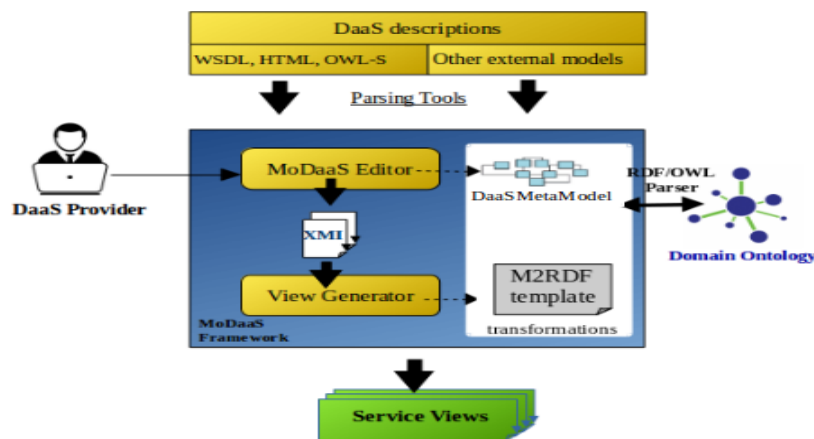 DaaS descriptions
WSDL, HTML, OWL-S
Other external models
Parsing Tools
MoDaaS Editor
DaaSMetaModel
RDF/OWL
Parser
DaaS Provider
XMI
Domain Ontology
View Generator
M2RDF
template
transformations
MoDaaS
Framework
Service Views